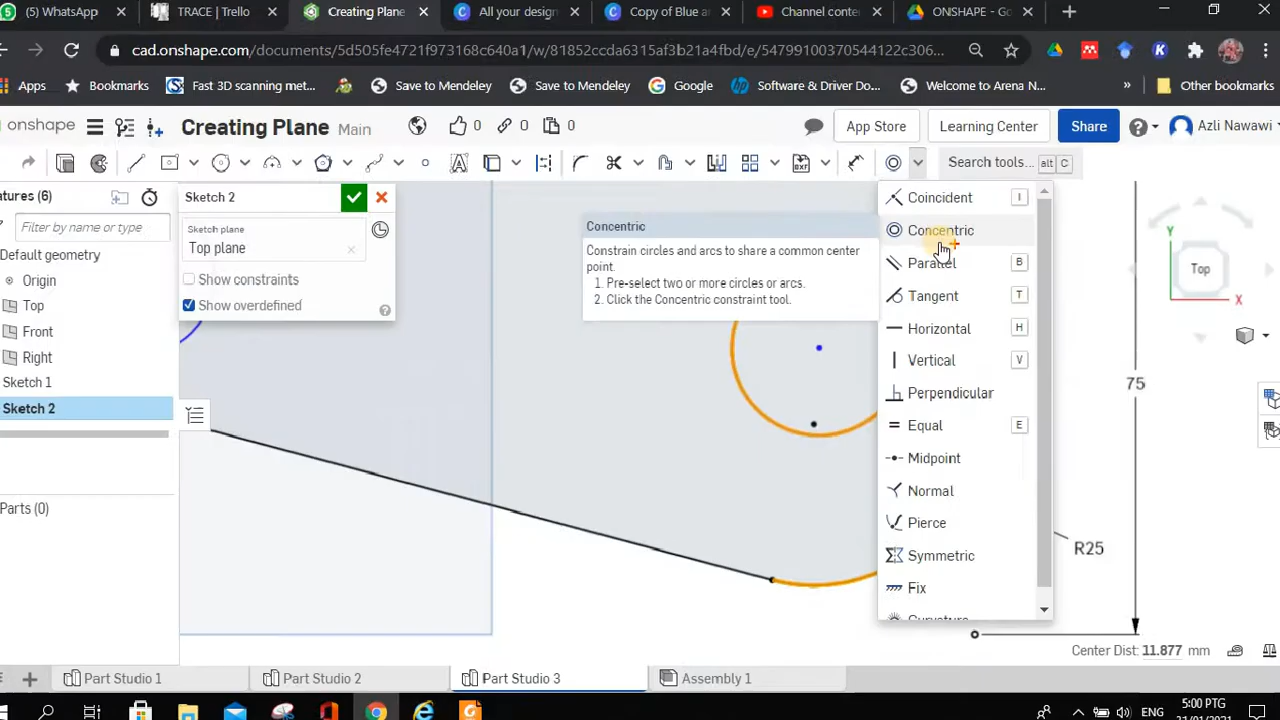 (5) WhatsApp
TRACE | Trello
Creating Plane
All your design
Copy of Blue a
Channel conte
ONSHAPE - Go
cad.onshape.com/documents/5d505fe4721f973168c640a1/w/81852ccda6315af3b21a4fbd/e/54799100370544122c306...
Apps
Bookmarks
Fast 3D scanning met...
Save to Mendeley
Save to Mendeley
Google
Software & Driver Do...
Welcome to Arena N...
»
Other bookmarks
onshape
Creating Plane
Main
0
0
0
App Store
Learning Center
Share
Azli Nawawi
Search tools...
alt
C
atures (6)
Filter by name or type
Default geometry
Origin
Top
Front
Right
Sketch 1
Sketch 2
Parts (0)
Sketch 2
Sketch plane
Top plane
Show constraints
Show overdefined
Concentric
Constrain circles and arcs to share a common center
point.
1. Pre-select two or more circles or arcs.
2. Click the Concentric constraint tool.
Coincident I
Concentric
Parallel B
Tangent T
Horizontal H
Vertical V
Perpendicular
Equal E
Midpoint
Normal
Pierce
Symmetric
Fix
Curvature
Y
Top
X
75
R25
Center Dist: 11.877 mm
Part Studio 1
Part Studio 2
Part Studio 3
Assembly 1
5:00 PTG
31/01/2021